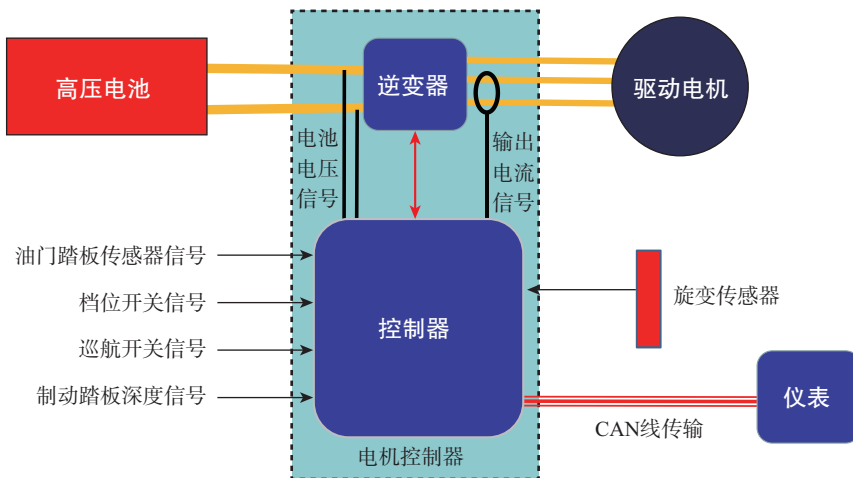 高压电池
逆变器
驱动电机
电池
电压
信号
输出
电流
信号
油门踏板传感器信号
档位开关信号
巡航开关信号
制动踏板深度信号
控制器
旋变传感器
仪表
CAN线传输
电机控制器